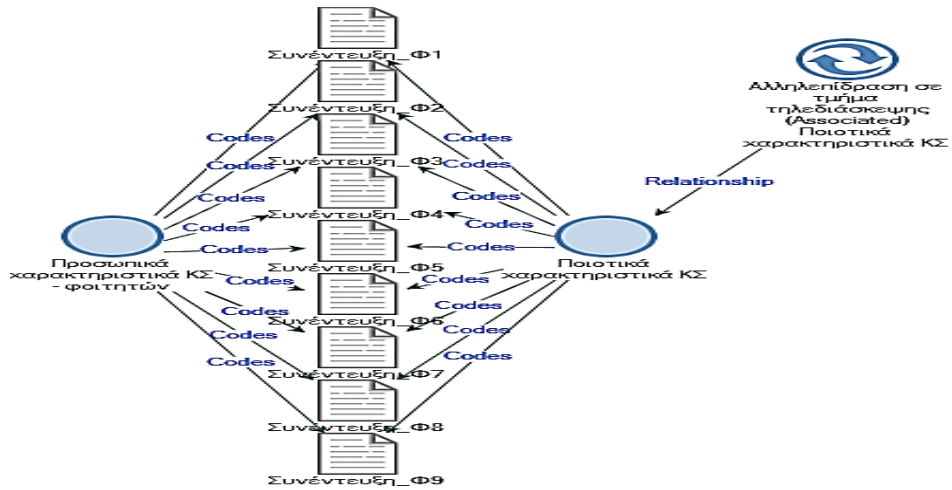 Συνέντευξη_Φ1
Συνέντευξη_Φ2
Συνέντευξη_Φ3
Συνέντευξη_Φ4
Συνέντευξη_Φ5
Συνέντευξη_Φ6
Συνέντευξη_Φ7
Συνέντευξη_Φ8
Συνέντευξη_Φ9
Codes
Codes
Codes
Codes
Codes
Codes
Codes
Codes
Codes
Προσωπικά
χαρακτηριστικά ΚΣ
- φοιτητών
Codes
Codes
Codes
Codes
Codes
Codes
Codes
Codes
Codes
Ποιοτικά
χαρακτηριστικά ΚΣ
Relationship
Αλληλεπίδραση σε
τμήμα
τηλεδιάσκεψης
(Associated)
Ποιοτικά
χαρακτηριστικά ΚΣ